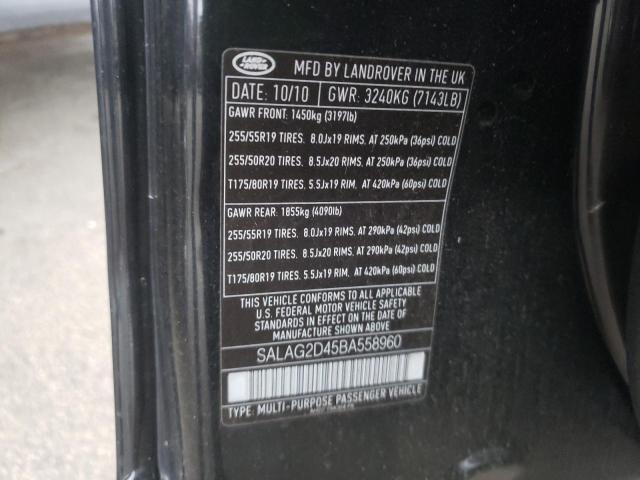 LAND ROVER
MFD BY LANDROVER IN THE UK
DATE: 10/10 GWR: 3240KG (7143LB)
GAWR FRONT: 1450kg (3197lb)
255/55R19 TIRES. 8.0Jx19 RIMS. AT 250kPa (36psi) COLD
255/50R20 TIRES. 8.5Jx20 RIMS. AT 250kPa (36psi) COLD
T175/80R19 TIRES. 5.5Jx19 RIM. AT 420kPa (60psi) COLD
GAWR REAR: 1855kg (4090lb)
255/55R19 TIRES. 8.0Jx19 RIMS. AT 290kPa (42psi) COLD
255/50R20 TIRES. 8.5Jx20 RIMS. AT 290kPa (42psi) COLD
T175/80R19 TIRES. 5.5Jx19 RIM. AT 420kPa (60psi) COLD
THIS VEHICLE CONFORMS TO ALL APPLICABLE
U.S. FEDERAL MOTOR VEHICLE SAFETY
STANDARDS IN EFFECT ON THE DATE OF
MANUFACTURE SHOWN ABOVE.
SALAG2D45BA558960
TYPE: MULTI-PURPOSE PASSENGER VEHICLE